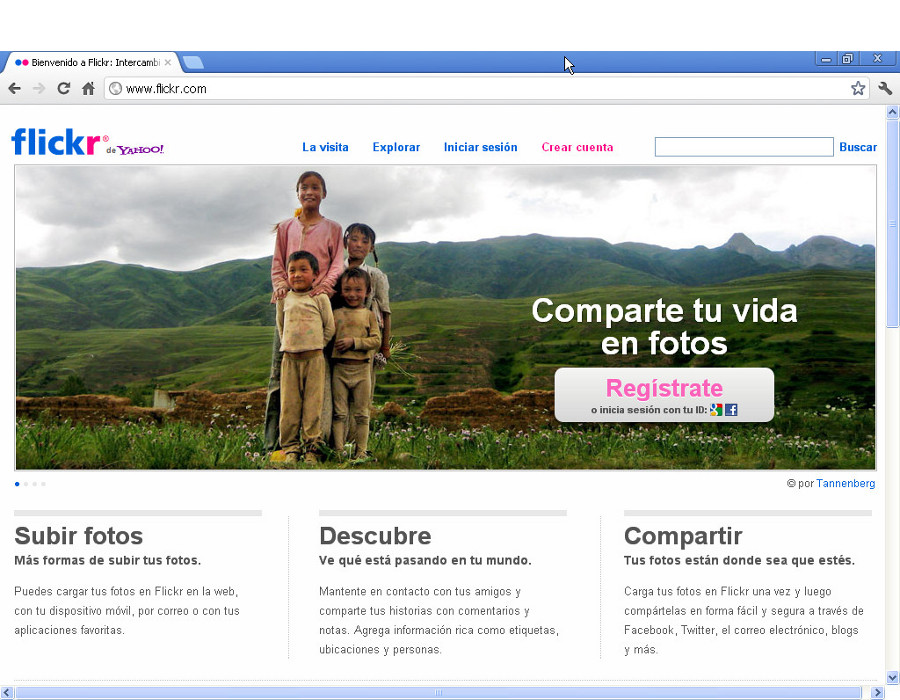 Bienvenido a Flickr: Intercambi
www.flickr.com
flickr® de YAHOO!
La visita Explorar Iniciar sesión Crear cuenta Buscar
Comparte tu vida
en fotos
Regístrate
o inicia sesión con tu ID:
© por Tannenberg
Subir fotos
Más formas de subir tus fotos.
Puedes cargar tus fotos en Flickr en la web,
con tu dispositivo móvil, por correo o con tus
aplicaciones favoritas.
Descubre
Ve qué está pasando en tu mundo.
Mantente en contacto con tus amigos y
comparte tus historias con comentarios y
notas. Agrega información rica como etiquetas,
ubicaciones y personas.
Compartir
Tus fotos están donde sea que estés.
Carga tus fotos en Flickr una vez y luego
compártelas en forma fácil y segura a través de
Facebook, Twitter, el correo electrónico, blogs
y más.